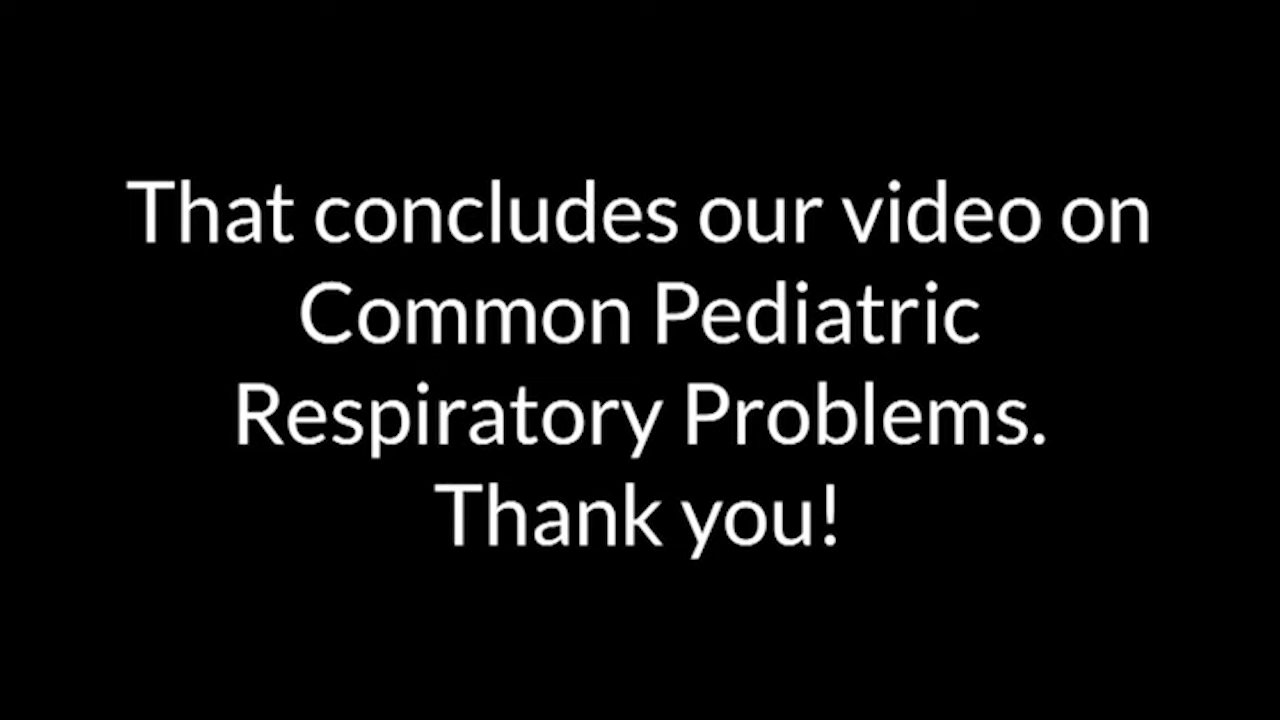 That concludes our video on
Common Pediatric
Respiratory Problems.
Thank you!